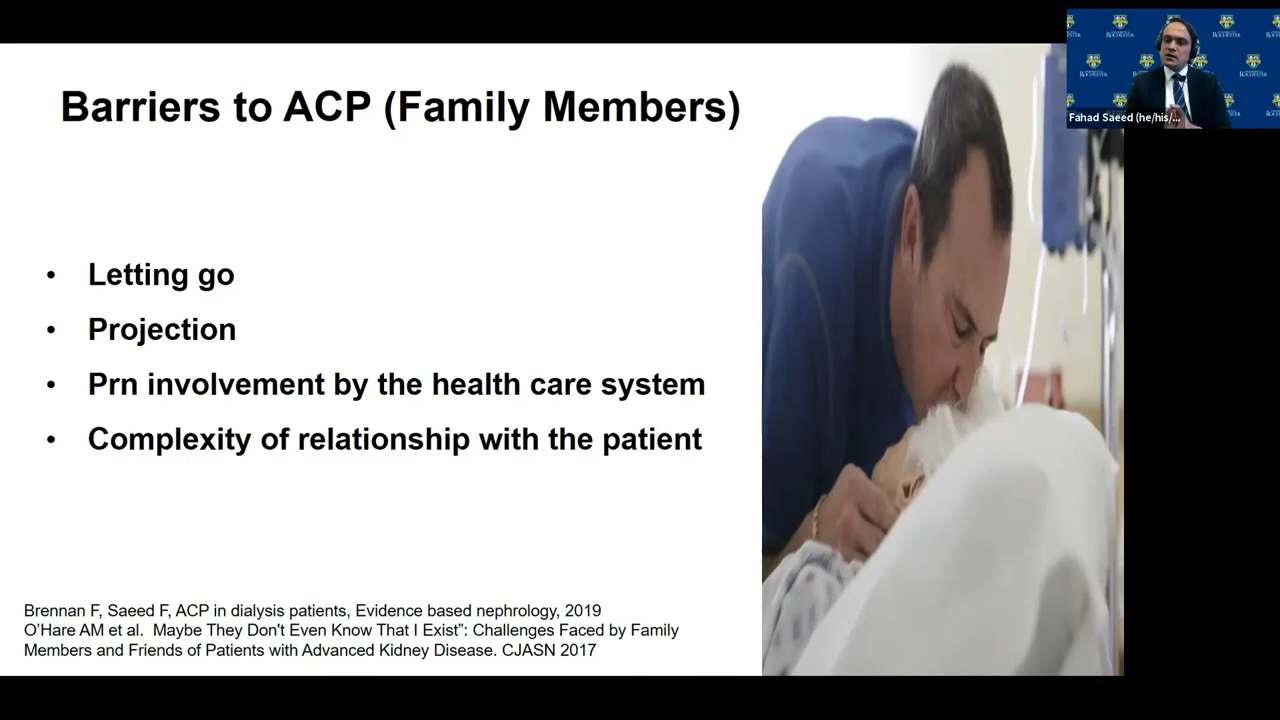 Barriers to ACP (Family Members)
• Letting go
• Projection
• Prn involvement by the health care system
• Complexity of relationship with the patient
Brennan F, Saeed F, ACP in dialysis patients, Evidence based nephrology, 2019
O’Hare AM et al.  Maybe They Don't Even Know That I Exist”: Challenges Faced by Family
Members and Friends of Patients with Advanced Kidney Disease. CJASN 2017
Fahad Saeed (he/his/...
ROCHESTER